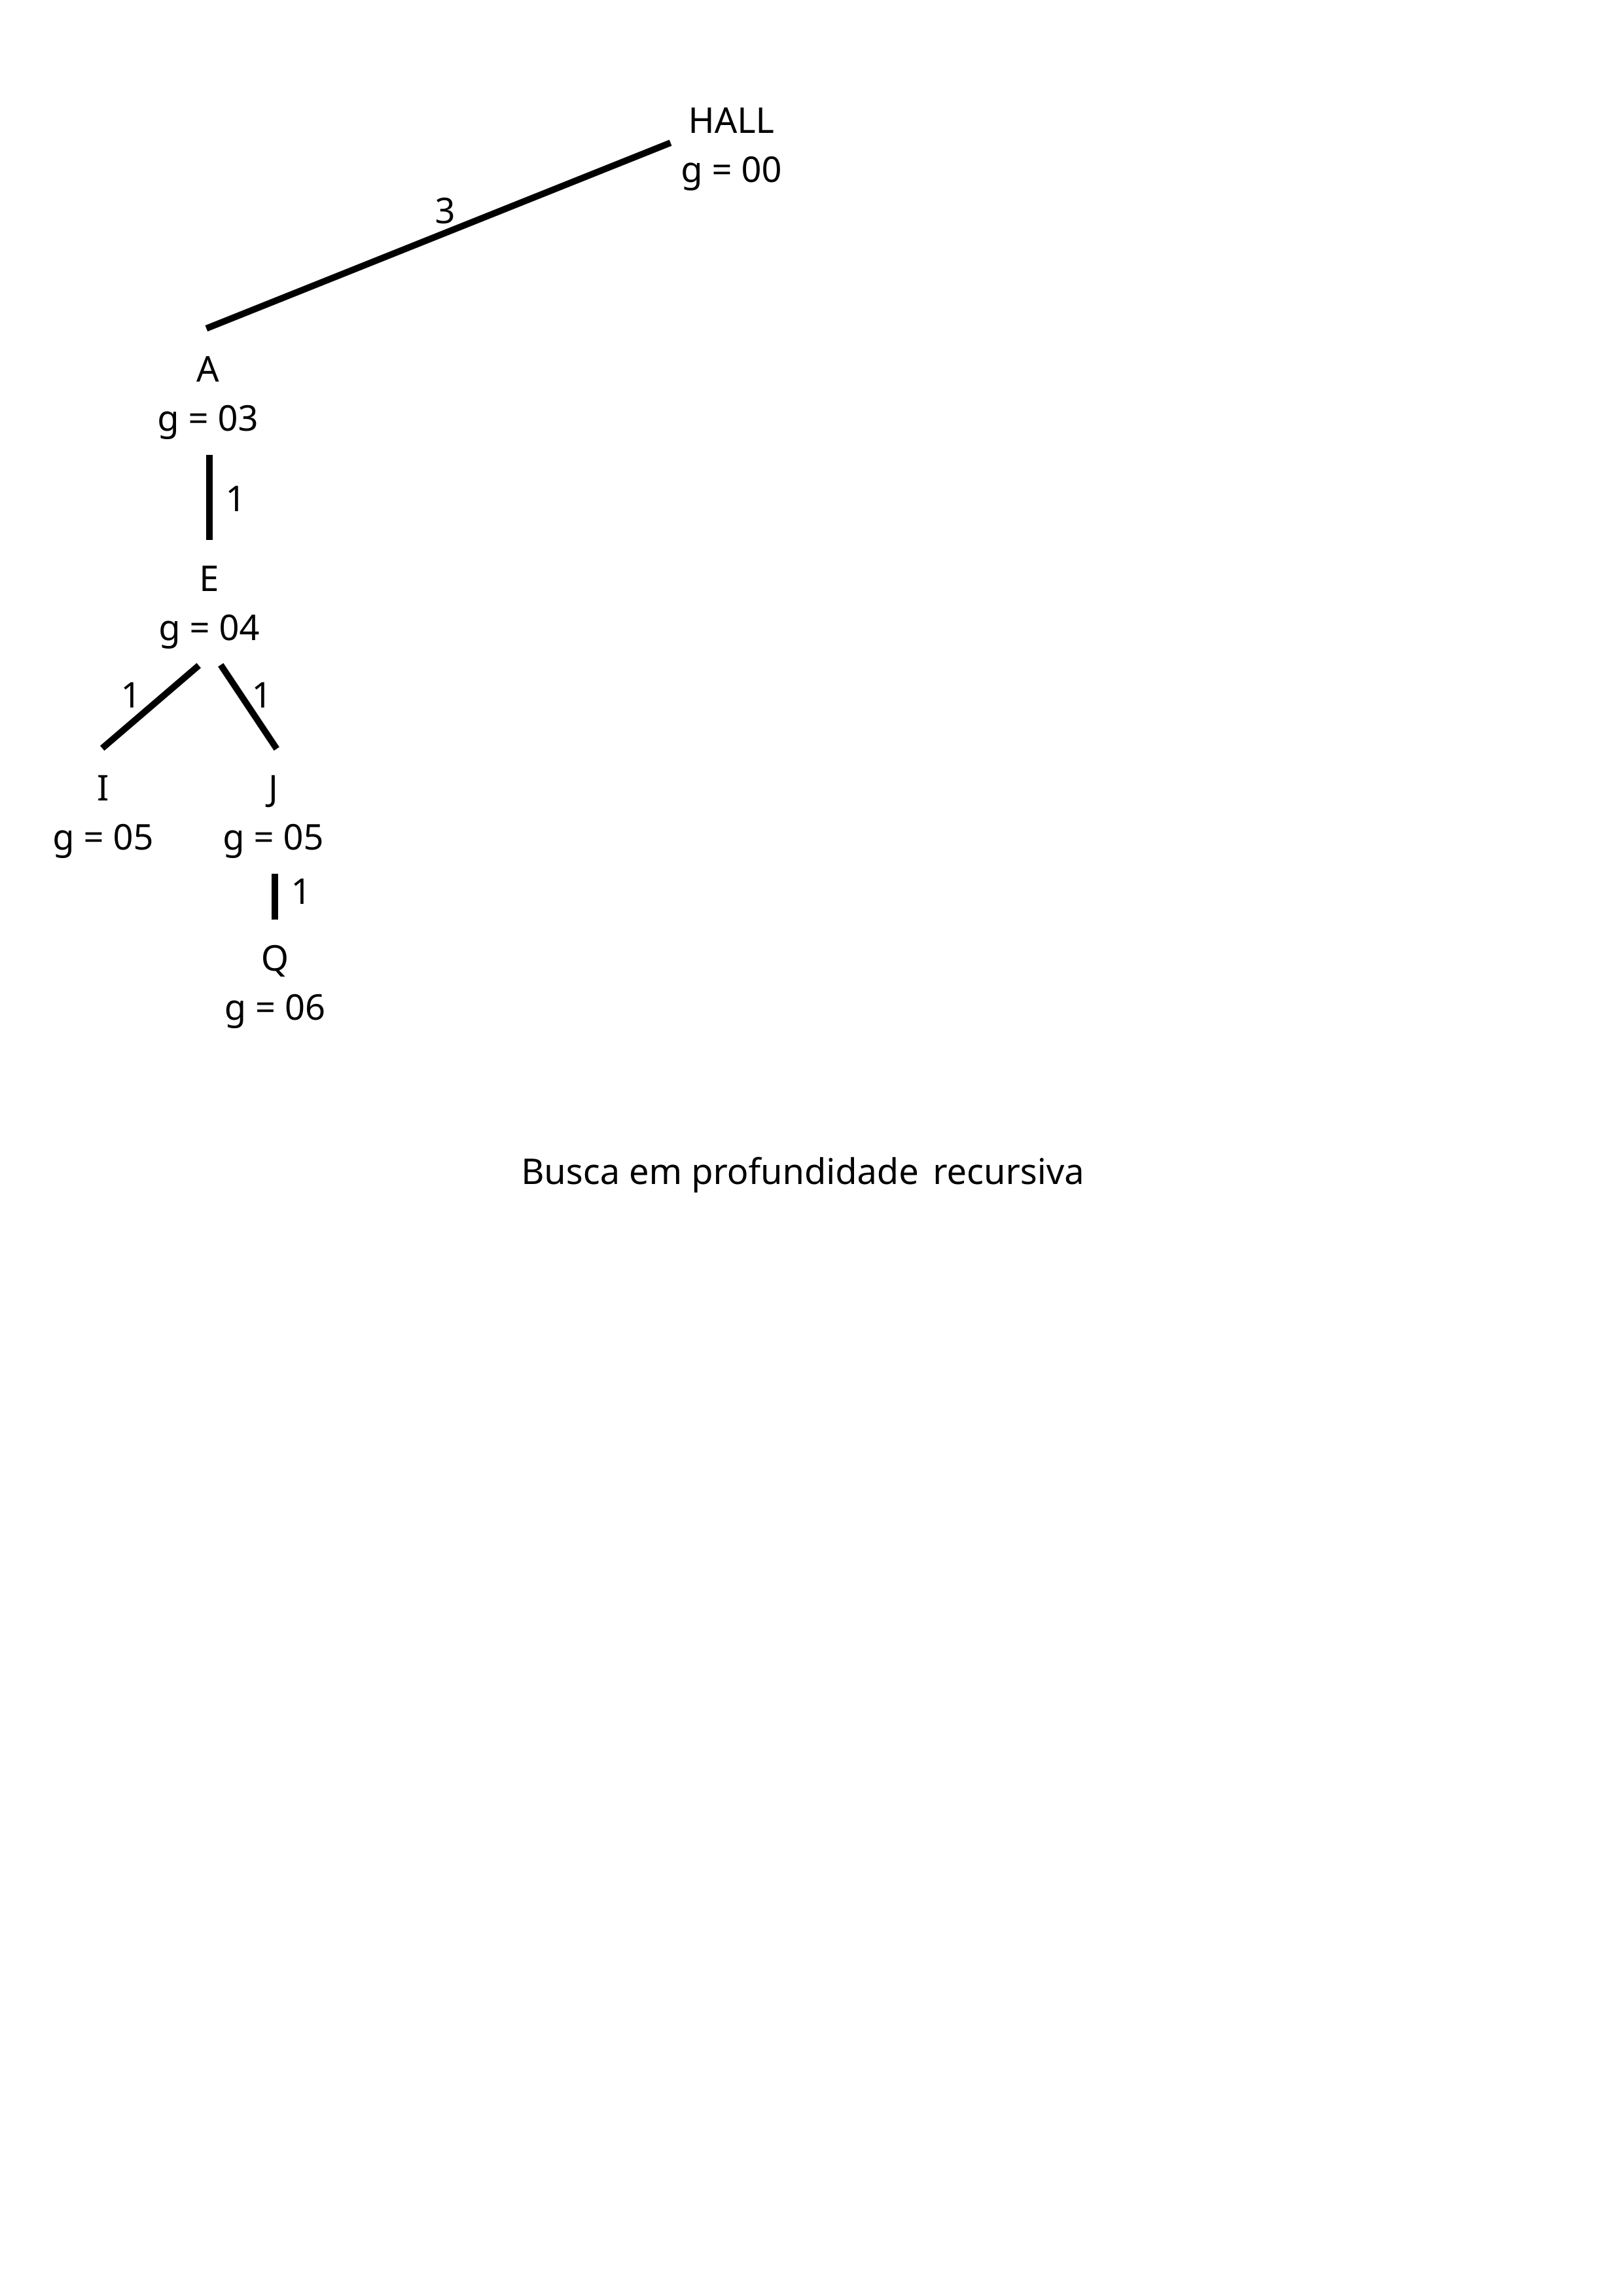 HALL
g = 00
3
A
g = 03
1
E
g = 04
1 1
I J
g = 05 g = 05
1
Q
g = 06
Busca em profundidade recursiva